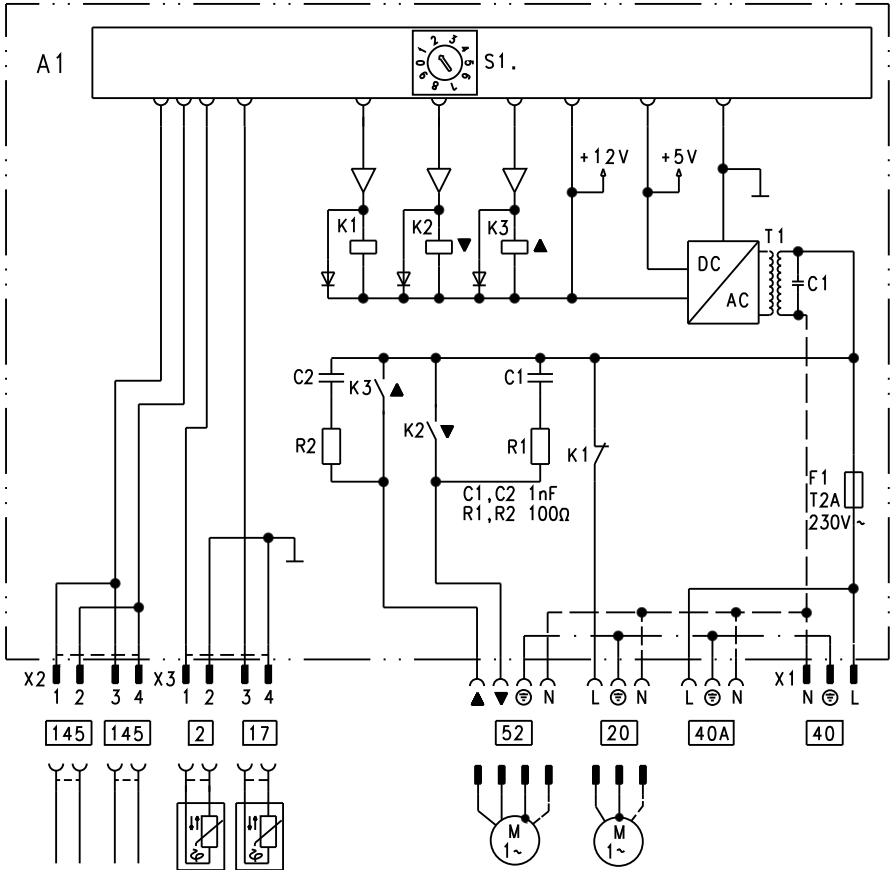 A1
0 1 2 3 4 5 6 7 8 9
S1.
+12V
+5V
K1
K2
K3
T1
DC
AC
C1
C2
K3
C1
R2
K2
R1
K1
F1
T2A
230V ~
C1,C2 1nF
R1,R2 100Ω
X2
1 2 3 4
X3
1 2 3 4
N
L
N
L
N
X1
N
L
145
145
2
17
52
20
40A
40
ϑ
ϑ
M
1~
M
1~